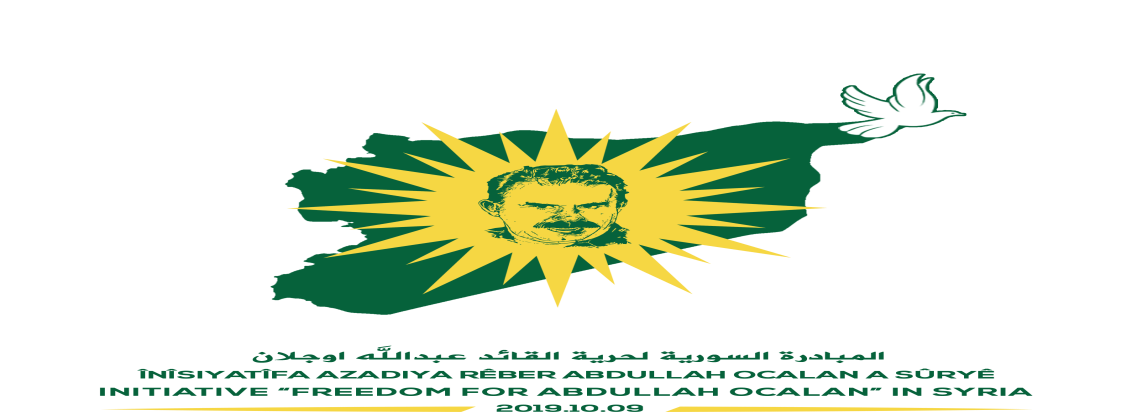 المبادرة السورية لحرية القائد عبدالله اوجلان
ÎNÎSIYATÎFA AZADIYA RÊBER ABDULLAH OCALAN A SÛRYÊ
INITIATIVE “FREEDOM FOR ABDULLAH OCALAN” IN SYRIA
2019.10.09